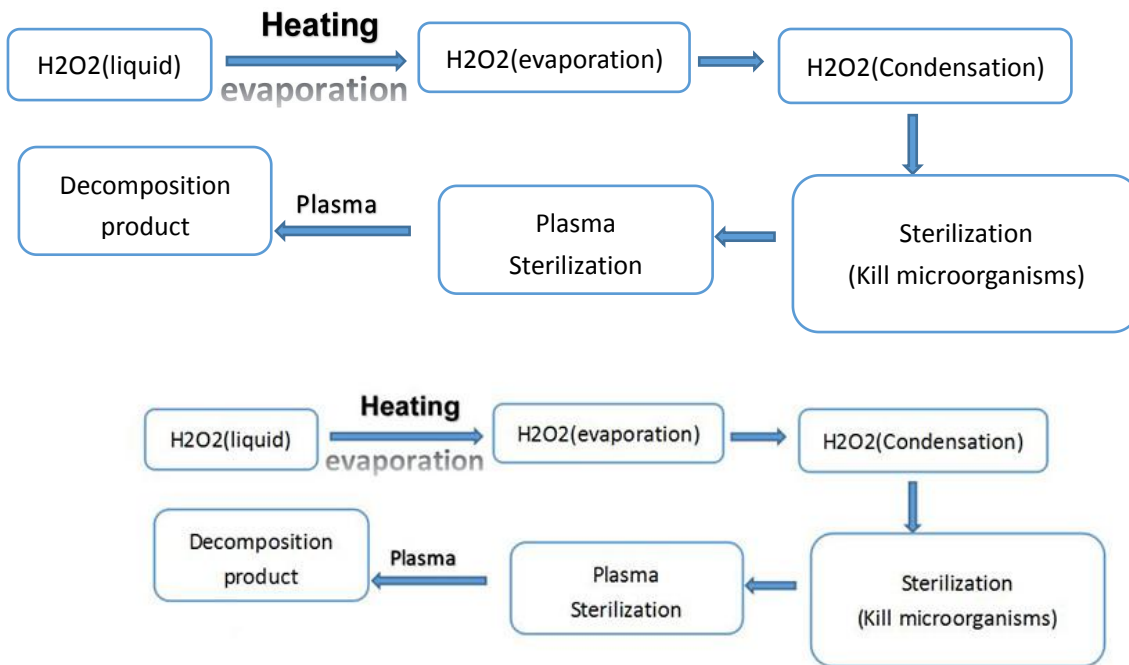 Heating
H2O2(liquid)
evaporation
H2O2(evaporation)
H2O2(Condensation)
Decomposition
product
Plasma
Plasma
Sterilization
Sterilization
(Kill microorganisms)
Heating
H2O2(liquid)
evaporation
H2O2(evaporation)
H2O2(Condensation)
Decomposition
product
Plasma
Plasma
Sterilization
Sterilization
(Kill microorganisms)